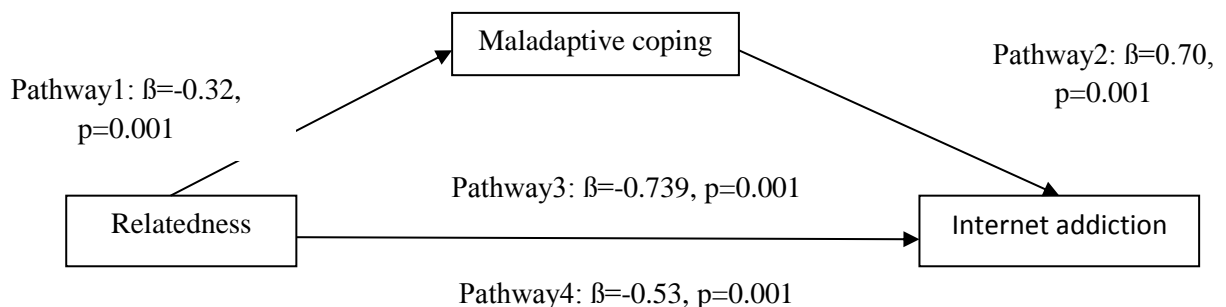 Maladaptive coping
Pathway1: ß=-0.32,
p=0.001
Pathway2: ß=0.70,
p=0.001
Pathway3: ß=-0.739, p=0.001
Relatedness
Internet addiction
Pathway4: ß=-0.53, p=0.001